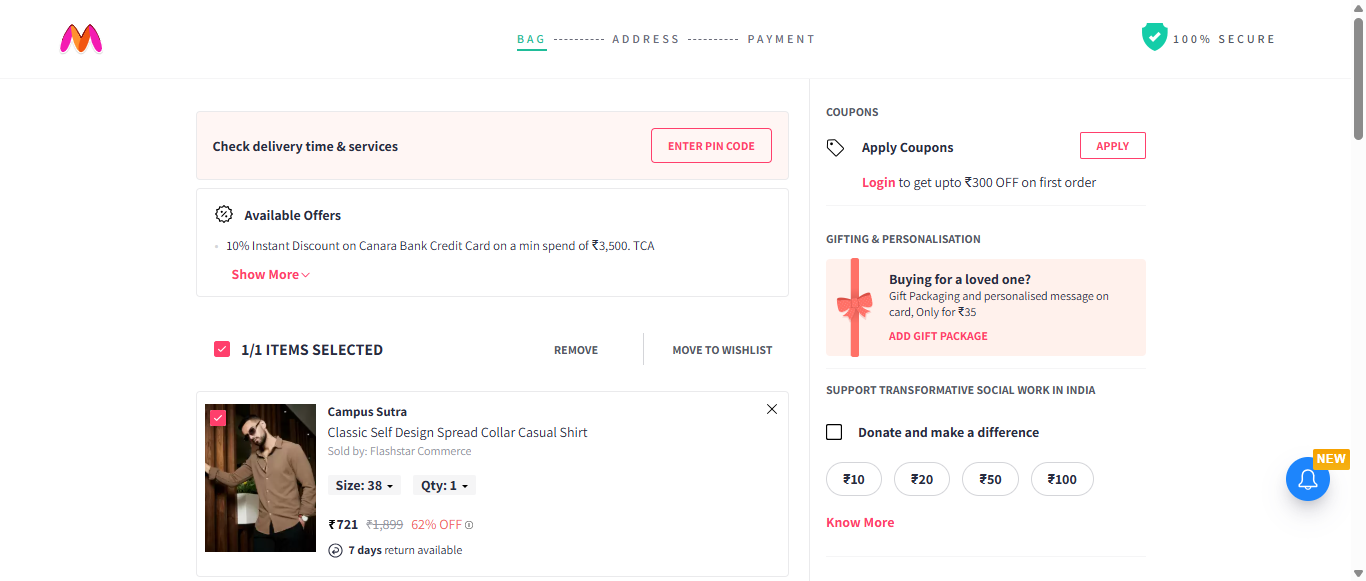 BAG ---------- ADDRESS ---------- PAYMENT
100% SECURE
Check delivery time & services
ENTER PIN CODE
Available Offers
10% Instant Discount on Canara Bank Credit Card on a min spend of ₹3,500. TCA
Show More
1/1 ITEMS SELECTED
REMOVE
MOVE TO WISHLIST
Campus Sutra
Classic Self Design Spread Collar Casual Shirt
Sold by: Flashstar Commerce
Size: 38
Qty: 1
₹721 ₹1,899 62% OFF
7 days return available
COUPONS
Apply Coupons
APPLY
Login to get upto ₹300 OFF on first order
GIFTING & PERSONALISATION
Buying for a loved one?
Gift Packaging and personalised message on
card, Only for ₹35
ADD GIFT PACKAGE
SUPPORT TRANSFORMATIVE SOCIAL WORK IN INDIA
Donate and make a difference
₹10 ₹20 ₹50 ₹100
Know More
NEW